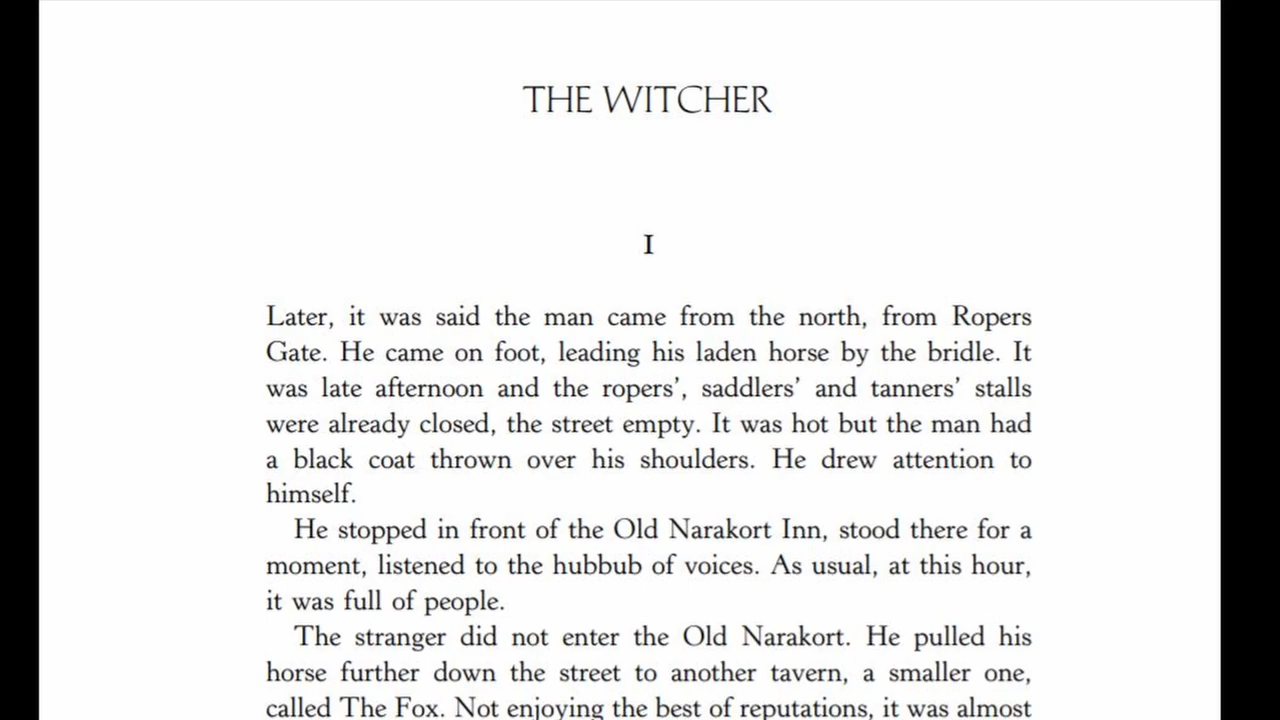 THE WITCHER
I
Later, it was said the man came from the north, from Ropers
Gate. He came on foot, leading his laden horse by the bridle. It
was late afternoon and the ropers’, saddlers’ and tanners’ stalls
were already closed, the street empty. It was hot but the man had
a black coat thrown over his shoulders. He drew attention to
himself.
He stopped in front of the Old Narakort Inn, stood there for a
moment, listened to the hubbub of voices. As usual, at this hour,
it was full of people.
The stranger did not enter the Old Narakort. He pulled his
horse further down the street to another tavern, a smaller one,
called The Fox. Not enjoying the best of reputations, it was almost